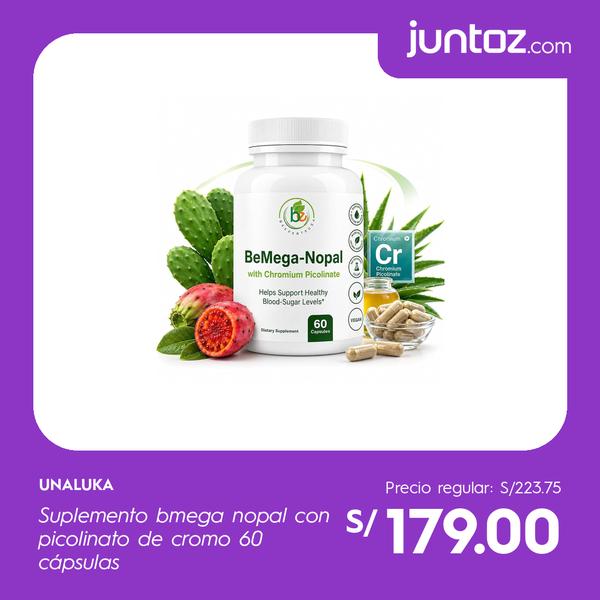 juntoz.com
be
BeMega-Nopal
with Chromium Picolinate
Helps Support Healthy
Blood-Sugar Levels*
Dietary Supplement
60
Capsules
VEGAN
Chromium
Cr
Chromium
Picolinate
UNALUKA
Suplemento bmega nopal con
picolinato de cromo 60
cápsulas
Precio regular: S/223.75
S/179.00